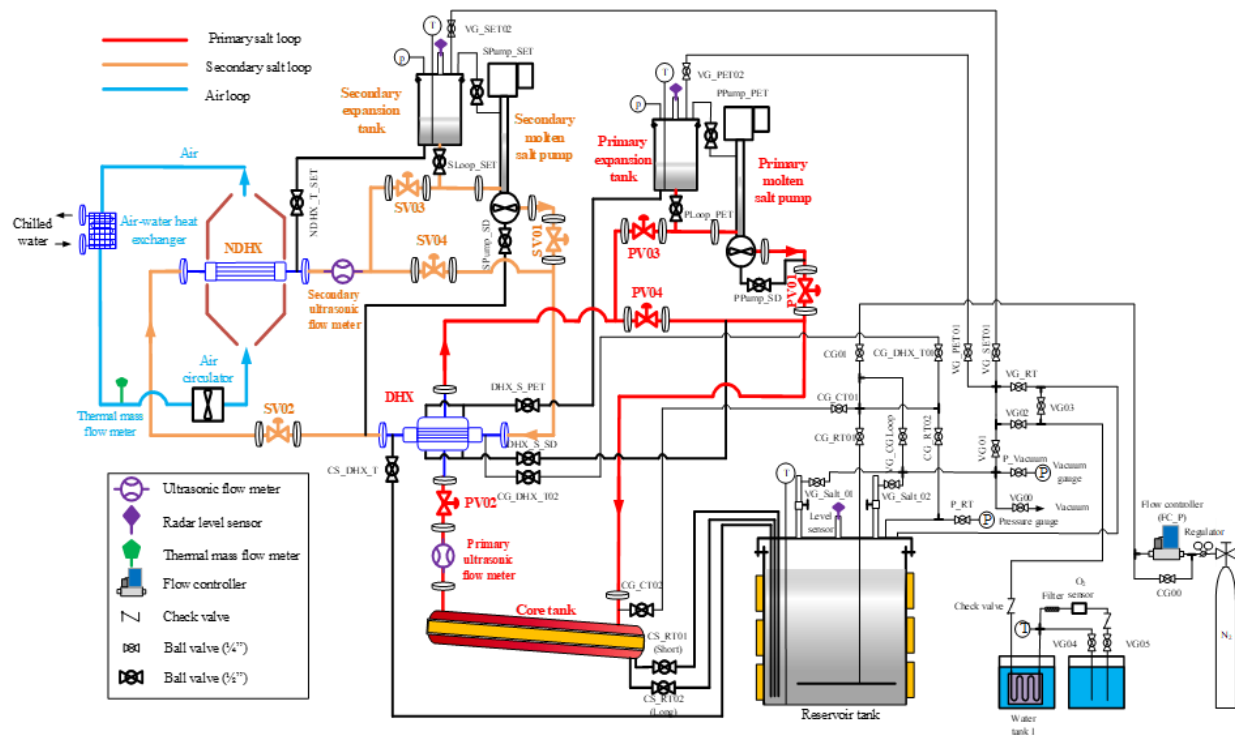 Primary salt loop
Secondary salt loop
Air loop
VG_SET02
T
P
SPump_SET
Secondary
expansion
tank
Secondary
molten
salt pump
SLoop_SET
VG_PET02
T
P
PPump_PET
Primary
expansion
tank
Primary
molten
salt pump
PLoop_PET
Air
NDHX_T_SET
Chilled
water
Air-water heat
exchanger
NDHX
SV03
SV04
SV01
SPump_SD
Secondary
ultrasonic
flow meter
PV03
PV04
PV01
PPump_SD
Air
circulator
Thermal mass
flow meter
SV02
DHX
DHX_S_PET
DHX_S_SD
CG_DHX_T02
CS_DHX_T
PV02
Primary
ultrasonic
flow meter
Core tank
CG_CT02
CS_RT01
(Short)
CS_RT02
(Long)
CG01
CG_DHX_T01
CG_CT01
CG_RT01
VG_CGLoop
CG_RT02
VG_PET01
VG_SET01
VG_RT
VG02
VG03
VG01
P_Vacuum
P
Vacuum
gauge
VG00
Vacuum
T
VG_Salt_01
VG_Salt_02
Level
sensor
P_RT
P
Pressure gauge
Reservoir tank
Flow controller
(FC_P)
Regulator
CG00
N2
Check valve
Filter
O2
sensor
T
VG04
VG05
Water
tank 1
Ultrasonic flow meter
Radar level sensor
Thermal mass flow meter
Flow controller
Check valve
Ball valve (¼”)
Ball valve (½”)